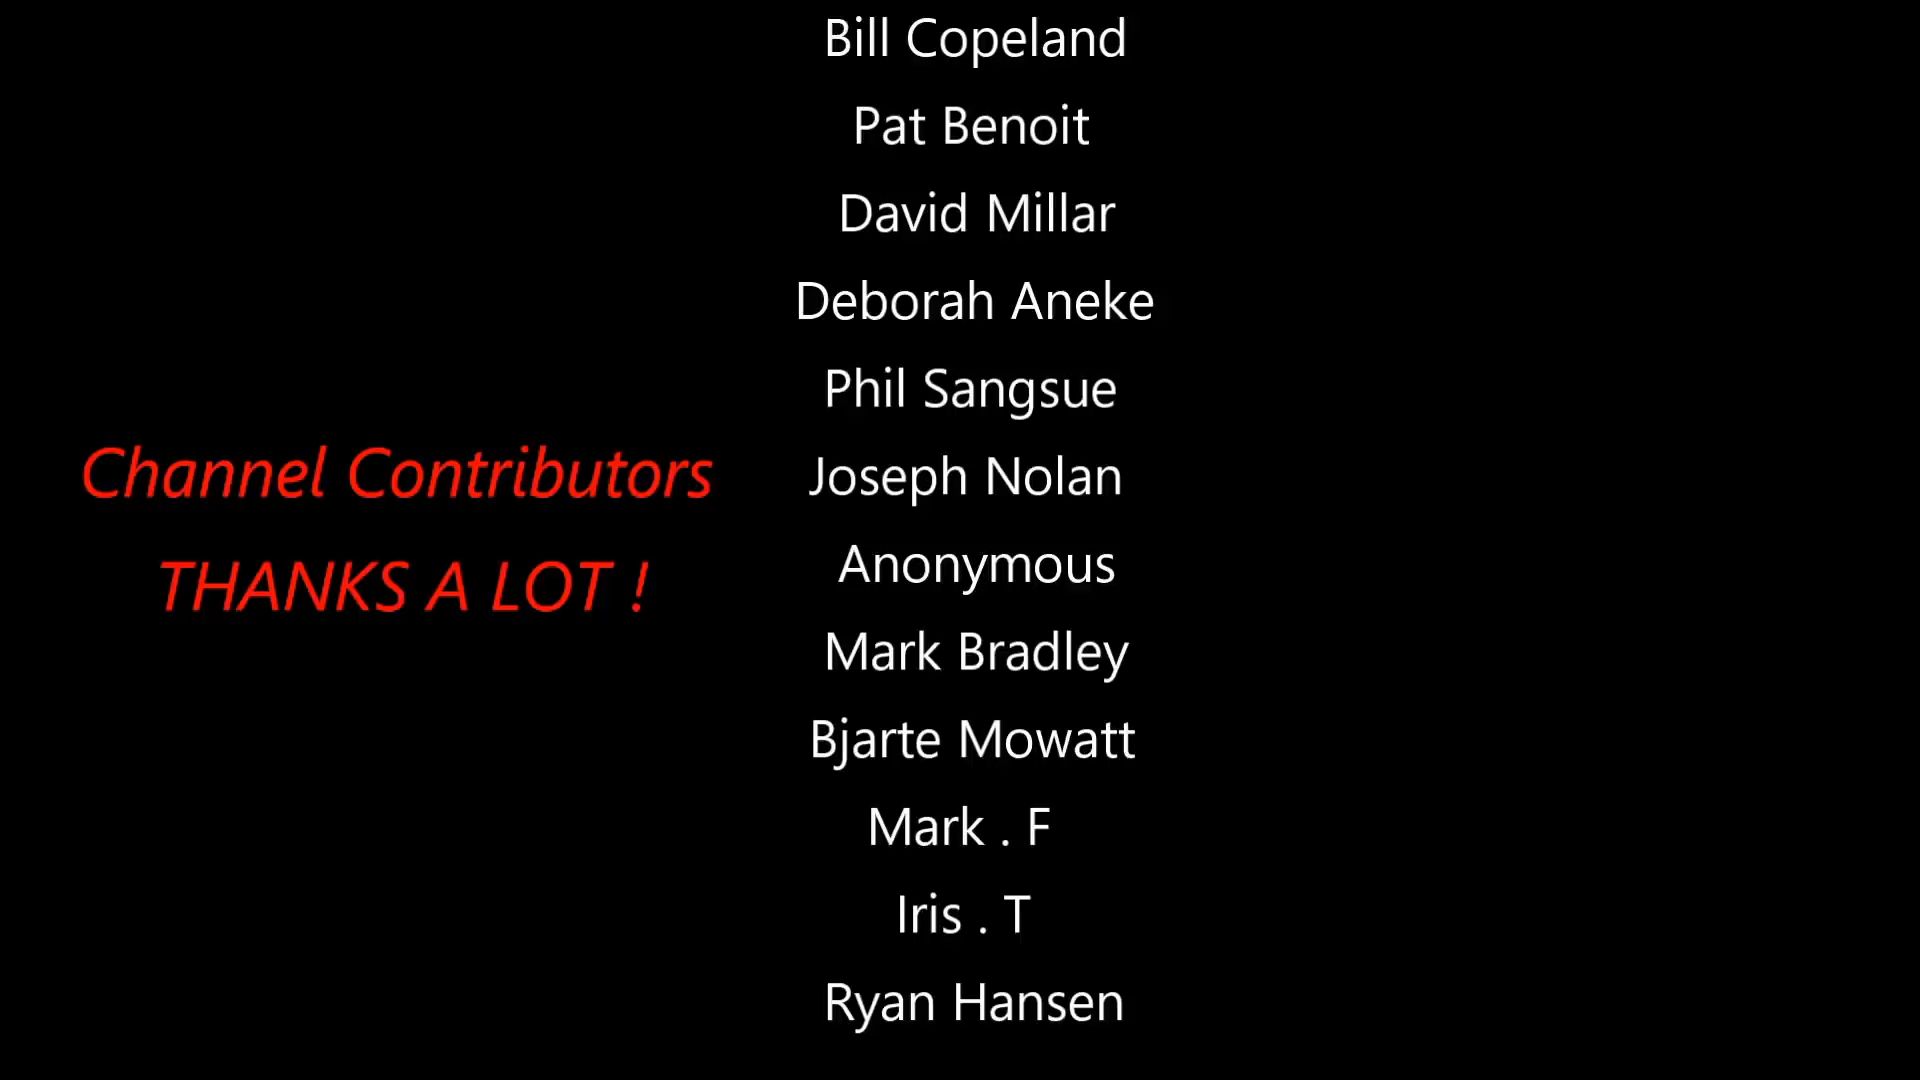 Channel Contributors
THANKS A LOT !
Bill Copeland
Pat Benoit
David Millar
Deborah Aneke
Phil Sangsue
Joseph Nolan
Anonymous
Mark Bradley
Bjarte Mowatt
Mark . F
Iris . T
Ryan Hansen